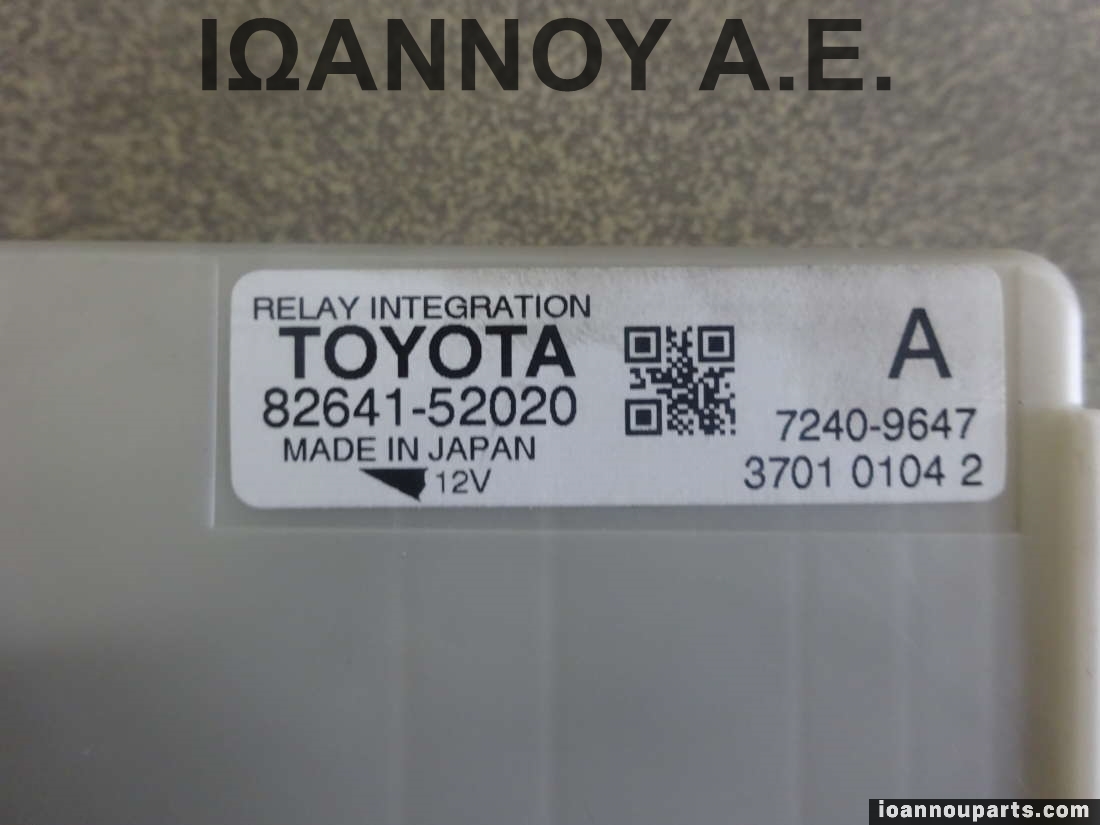 ΙΩΑΝΝΟΥ Α.Ε.
RELAY INTEGRATION
TOYOTA
82641-52020
MADE IN JAPAN
12V
A
7240-9647
3701 0104 2
ioannouparts.com